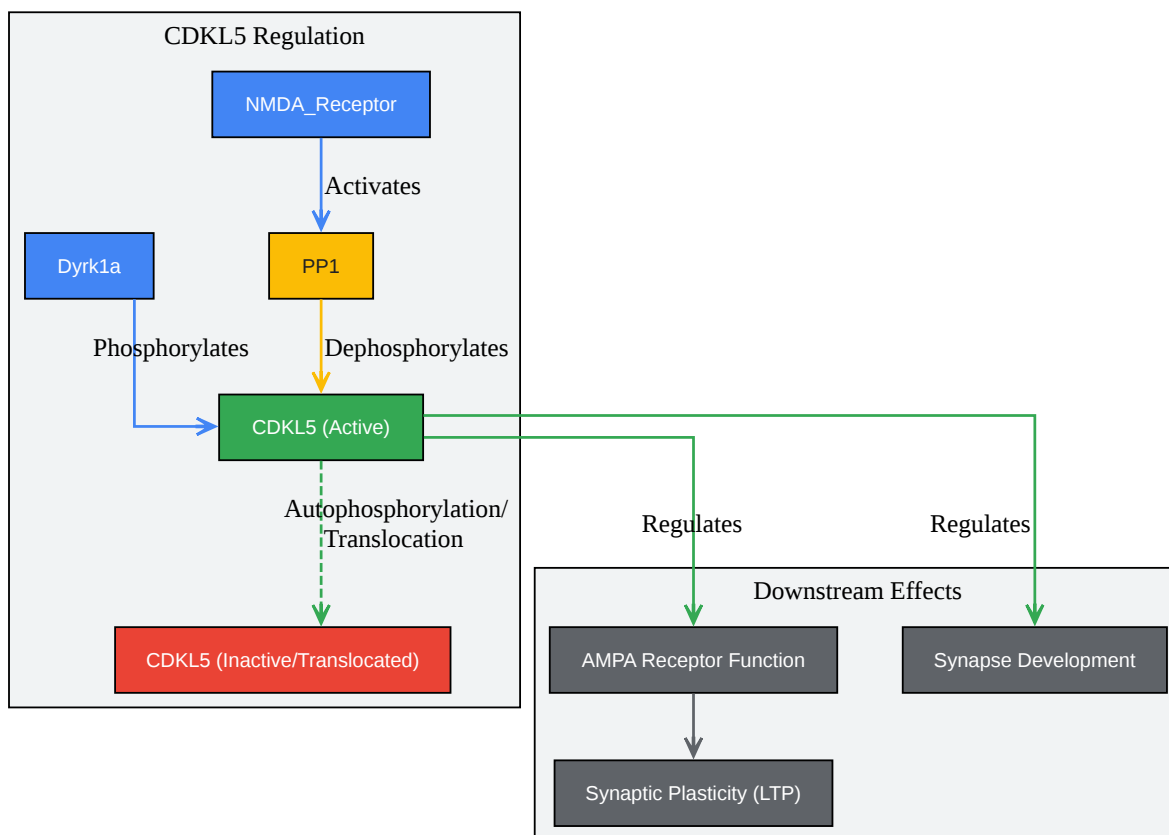 CDKL5 Regulation
NMDA_Receptor
Activates
Dyrk1a
PP1
Phosphorylates
Dephosphorylates
CDKL5 (Active)
Autophosphorylation/
Translocation
Regulates
Regulates
Downstream Effects
CDKL5 (Inactive/Translocated)
AMPA Receptor Function
Synapse Development
Synaptic Plasticity (LTP)